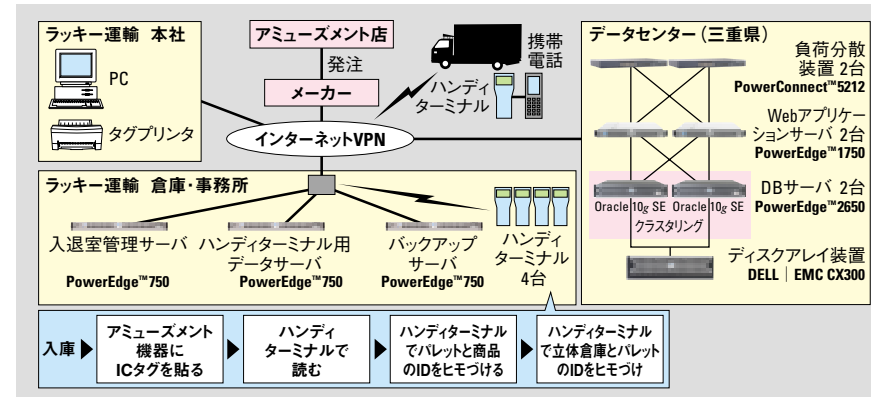 ラッキー運輸 本社
PC
タグプリンタ
アミューズメント店
発注
メーカー
インターネットVPN
携帯
電話
ハンディ
ターミナル
データセンター（三重県）
負荷分散
装置 2台
PowerConnect™5212
Webアプリケー
ションサーバ 2台
PowerEdge™1750
DBサーバ 2台
PowerEdge™2650
Oracle 10g SE
Oracle 10g SE
クラスタリング
ディスクアレイ装置
DELL｜EMC CX300
ラッキー運輸 倉庫・事務所
入退室管理サーバ
PowerEdge™750
ハンディターミナル用
データサーバ
PowerEdge™750
バックアップ
サーバ
PowerEdge™750
ハンディ
ターミナル
4台
入庫
アミューズメント
機器に
ICタグを貼る
ハンディ
ターミナルで
読む
ハンディターミナル
でパレットと商品
のIDをヒモづける
ハンディターミナル
で立体倉庫とパレット
のIDをヒモづけ